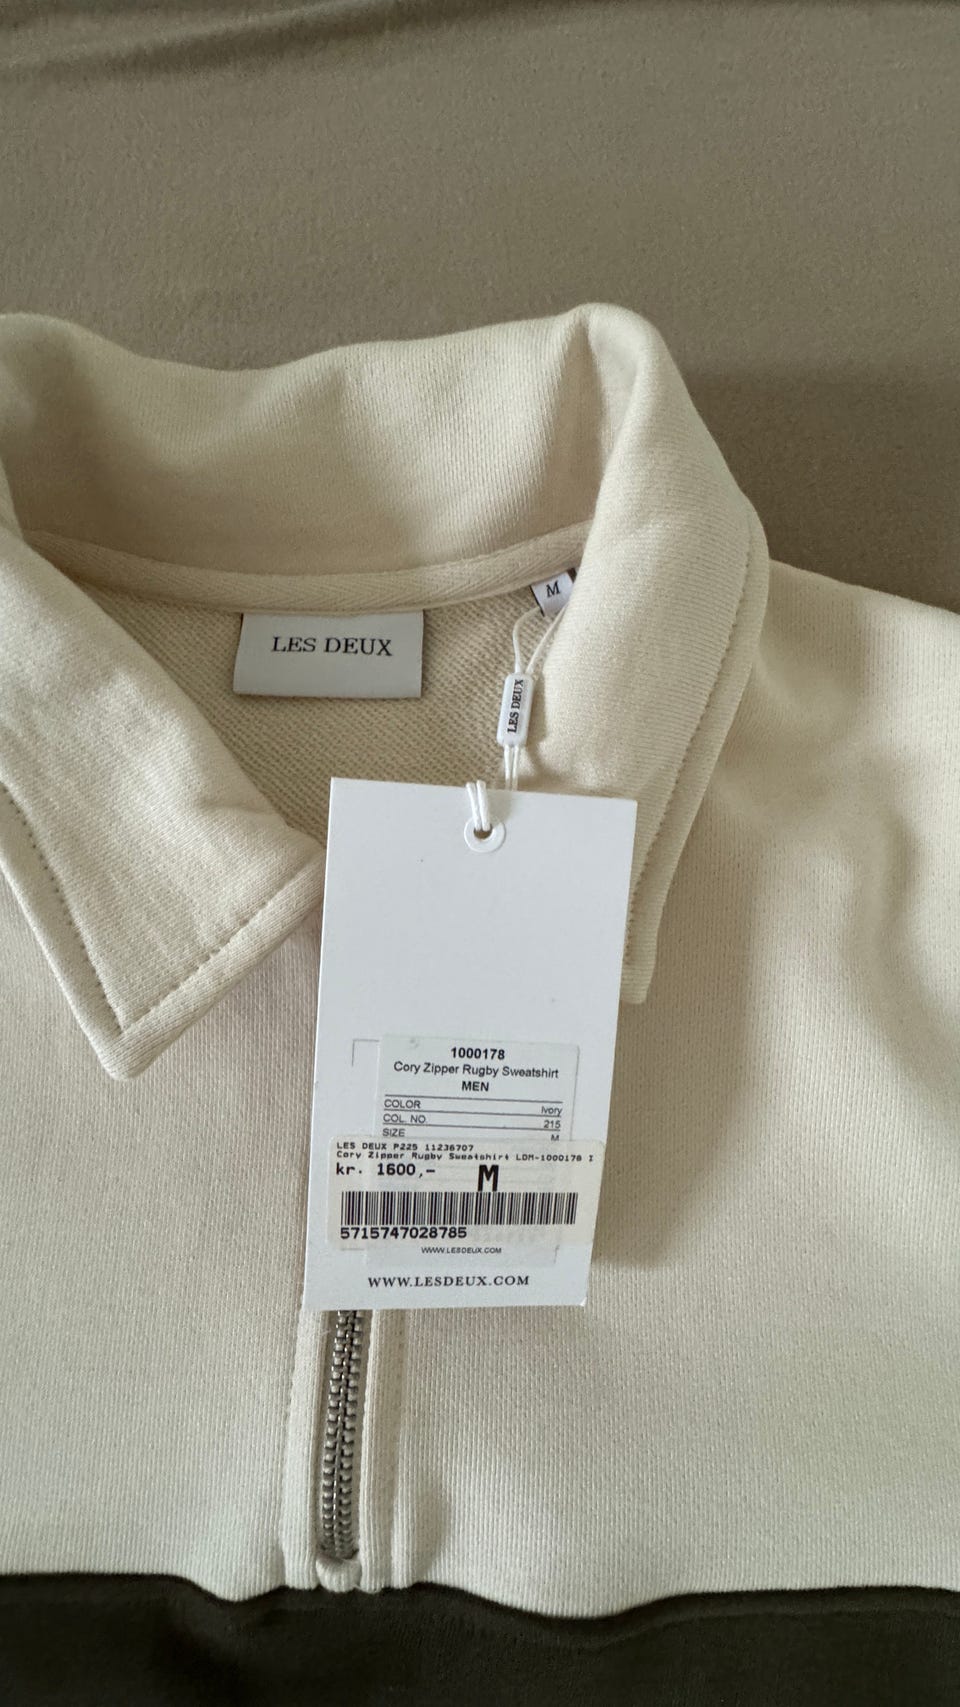 M
LES DEUX
LES DEUX
1000178
Cory Zipper Rugby Sweatshirt
MEN
COLOR Ivory
COL. NO. 215
SIZE M
LES DEUX P225 11236707
Cory Zipper Rugby Sweatshirt LDM-1000178 I
kr. 1600,- M
5715747028785
WWW.LESDEUX.COM
WWW.LESDEUX.COM